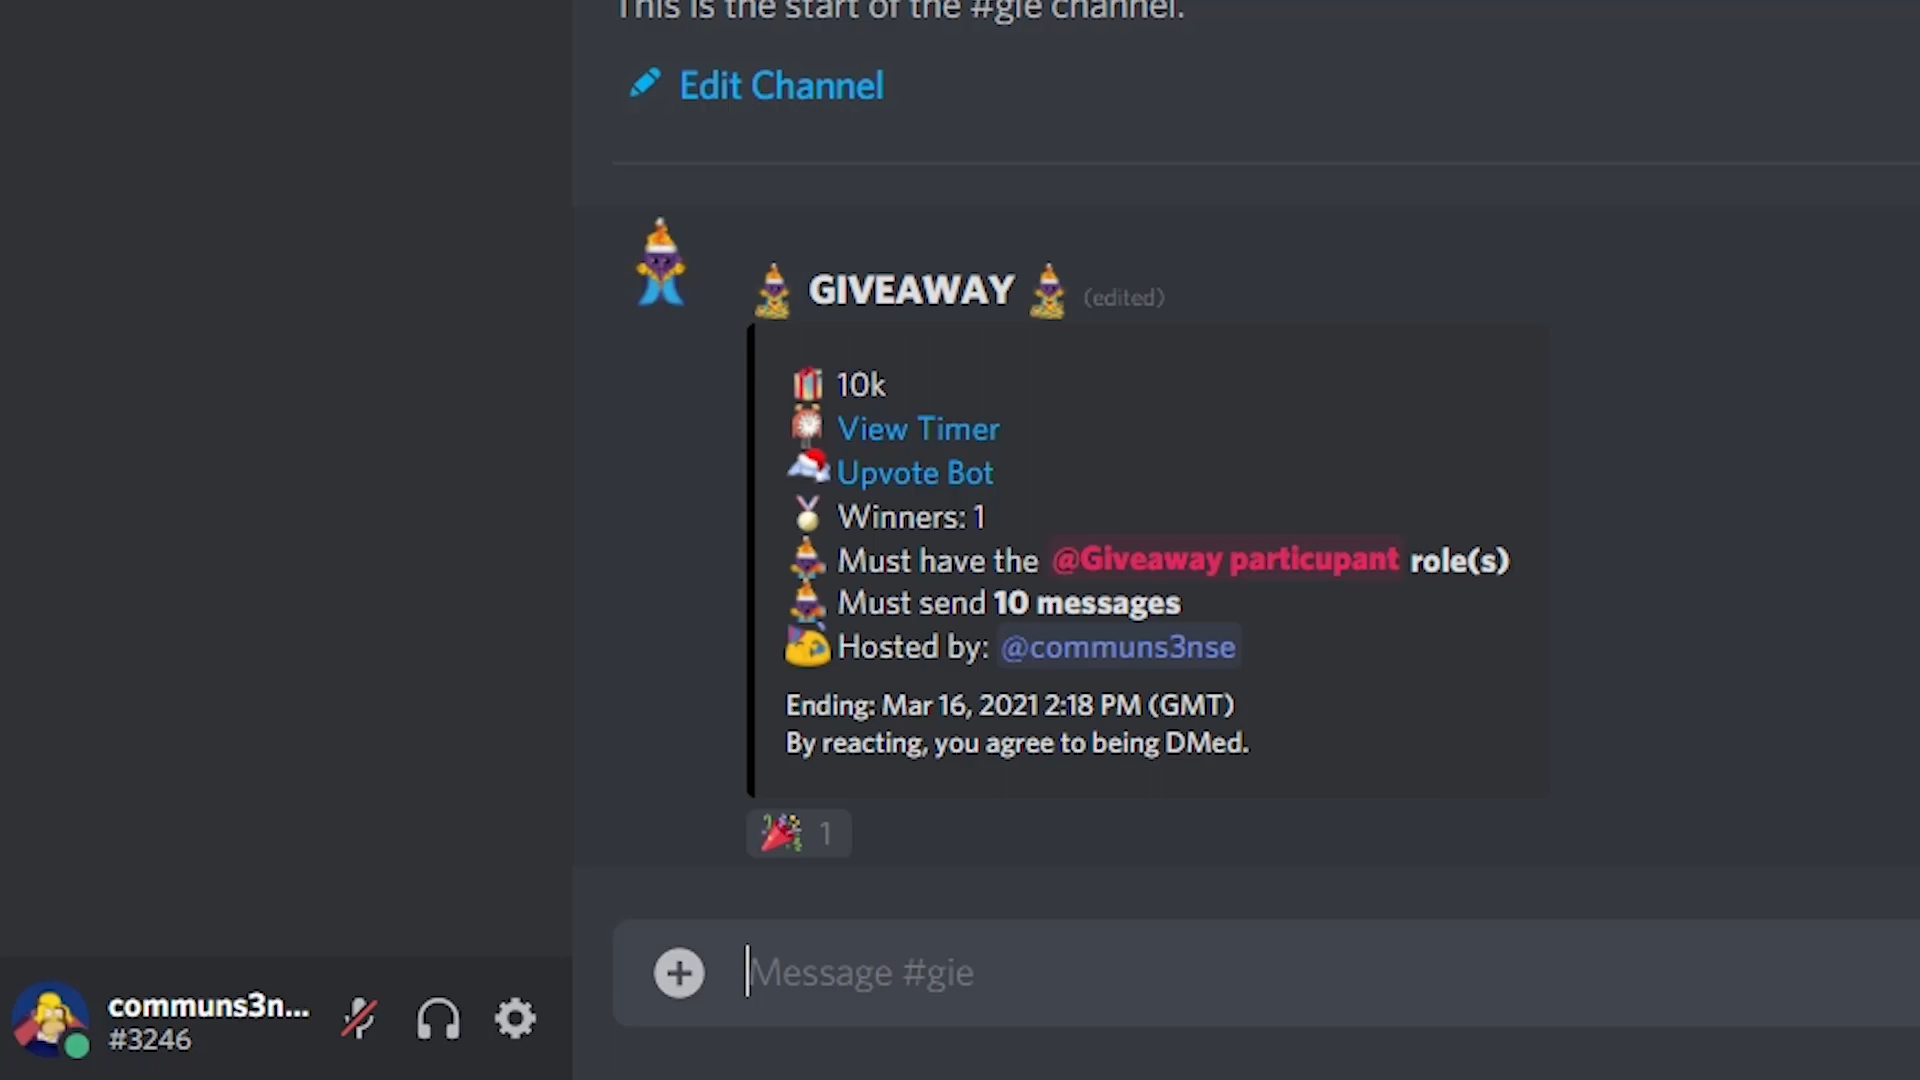 This is the start of the #gie channel.
Edit Channel
GIVEAWAY (edited)
10k
View Timer
Upvote Bot
Winners: 1
Must have the @Giveaway particupant role(s)
Must send 10 messages
Hosted by: @communs3nse
Ending: Mar 16, 2021 2:18 PM (GMT)
By reacting, you agree to being DMed.
1
Message #gie
communs3n...
#3246